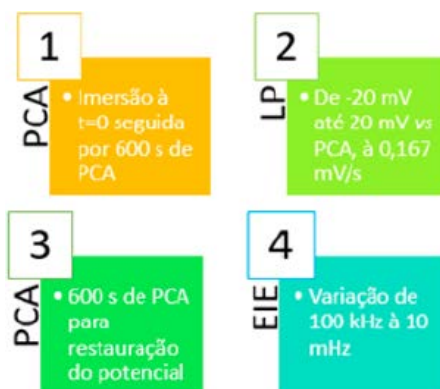 1
PCA
• Imersão à
t=0 seguida
por 600 s de
PCA
2
LP
• De -20 mV
até 20 mV vs
PCA, à 0,167
mV/s
3
PCA
• 600 s de PCA
para
restauração
do potencial
4
EIE
• Variação de
100 kHz à 10
mHz